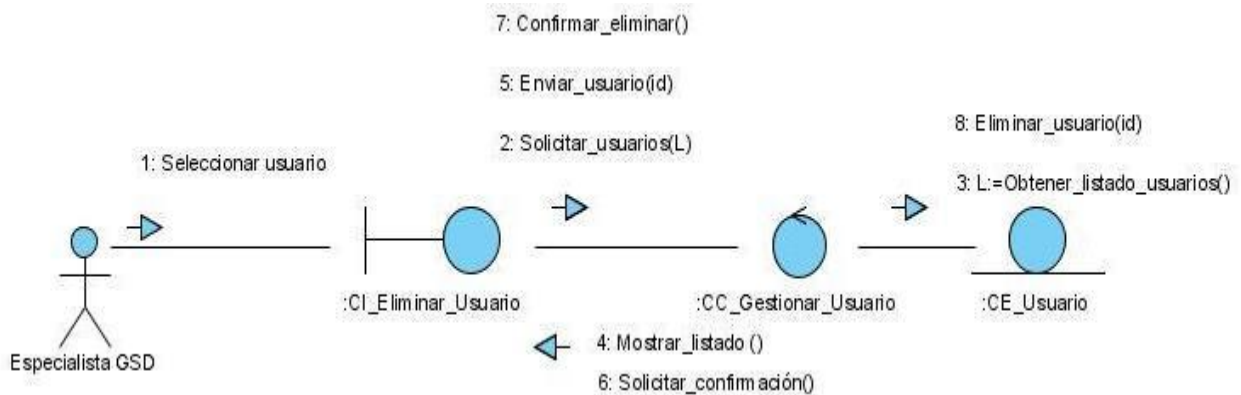 7: Confirmar_eliminar()
5: Enviar_usuario(id)
2: Solicitar_usuarios(L)
8: Eliminar_usuario(id)
3: L:=Obtener_listado_usuarios()
1: Seleccionar usuario
:CI_Eliminar_Usuario
:CC_Gestionar_Usuario
:CE_Usuario
Especialista GSD
4: Mostrar_listado ()
6: Solicitar_confirmación()